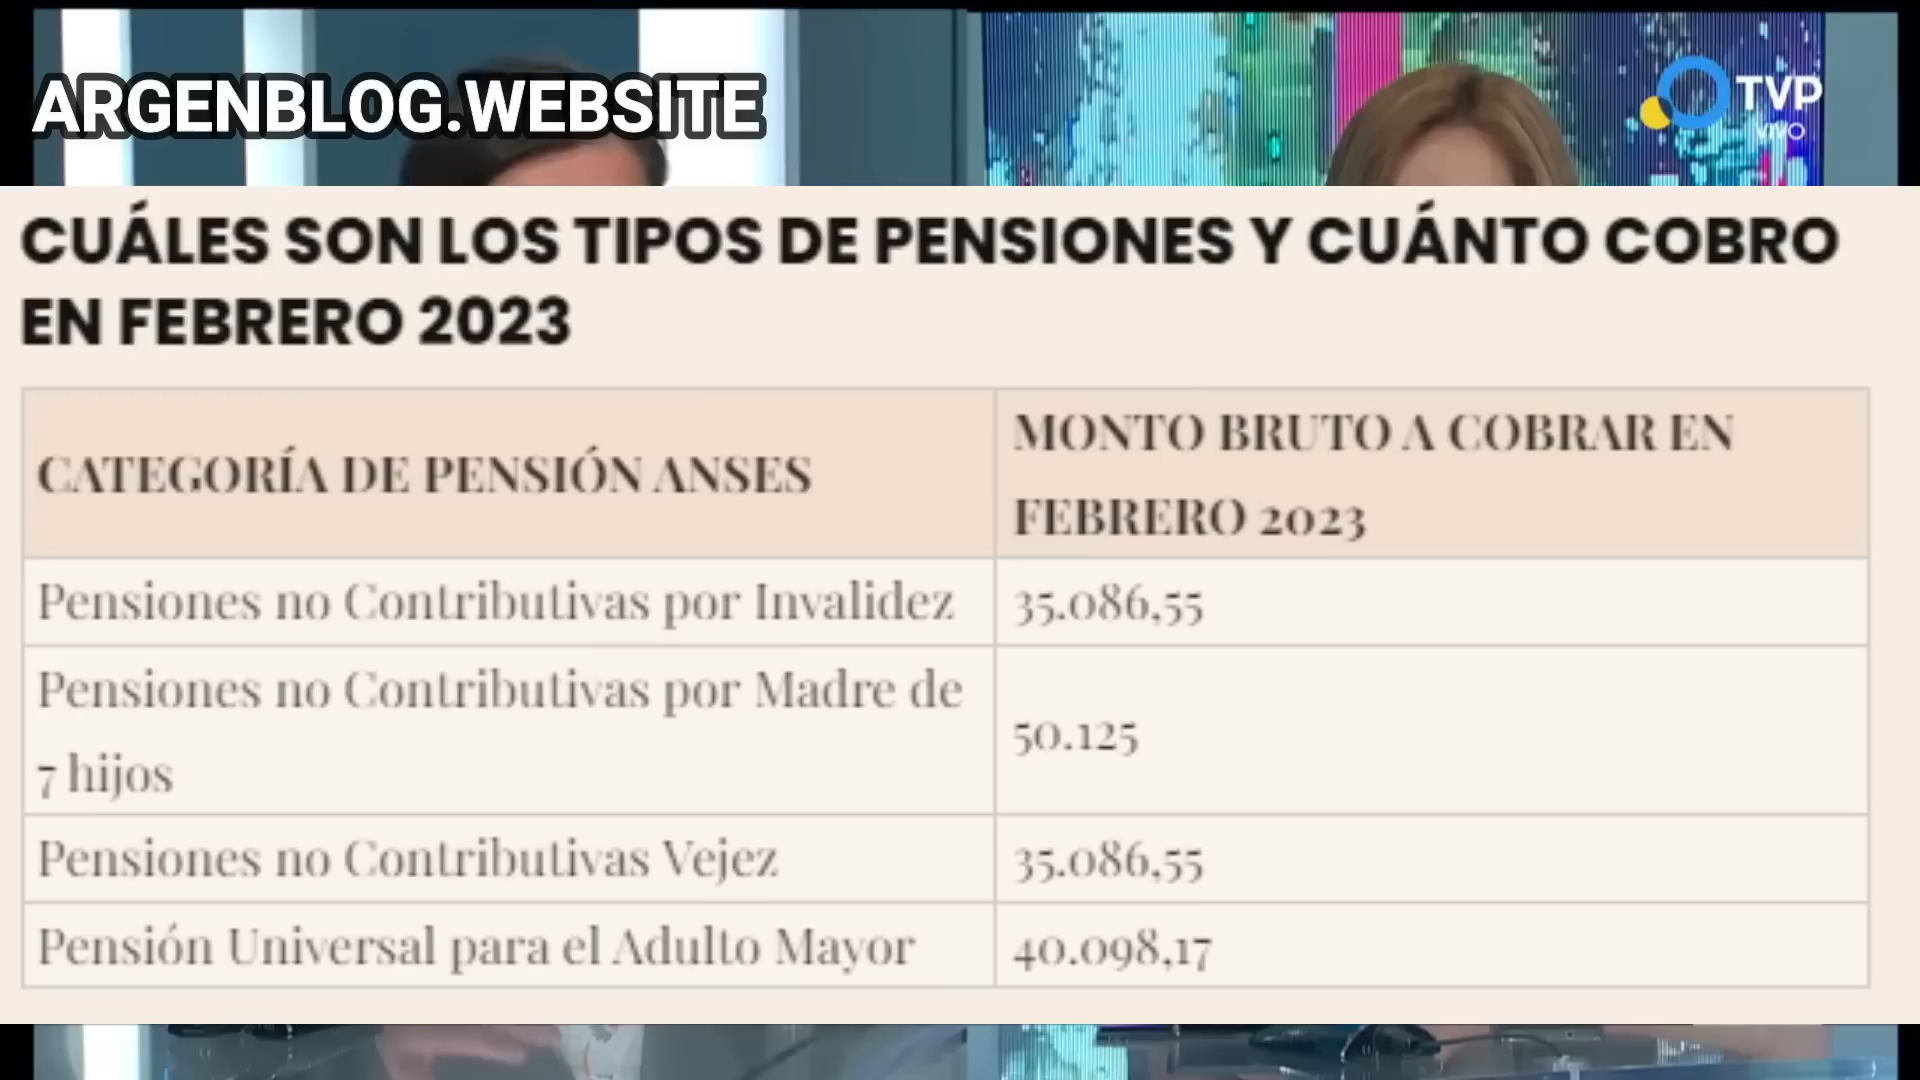 ARGENBLOG.WEBSITE
TVP
VIVO
CUÁLES SON LOS TIPOS DE PENSIONES Y CUÁNTO COBRO
EN FEBRERO 2023
CATEGORÍA DE PENSIÓN ANSES
MONTO BRUTO A COBRAR EN
FEBRERO 2023
Pensiones no Contributivas por Invalidez
35.086,55
Pensiones no Contributivas por Madre de
7 hijos
50.125
Pensiones no Contributivas Vejez
35.086,55
Pensión Universal para el Adulto Mayor
40.098,17